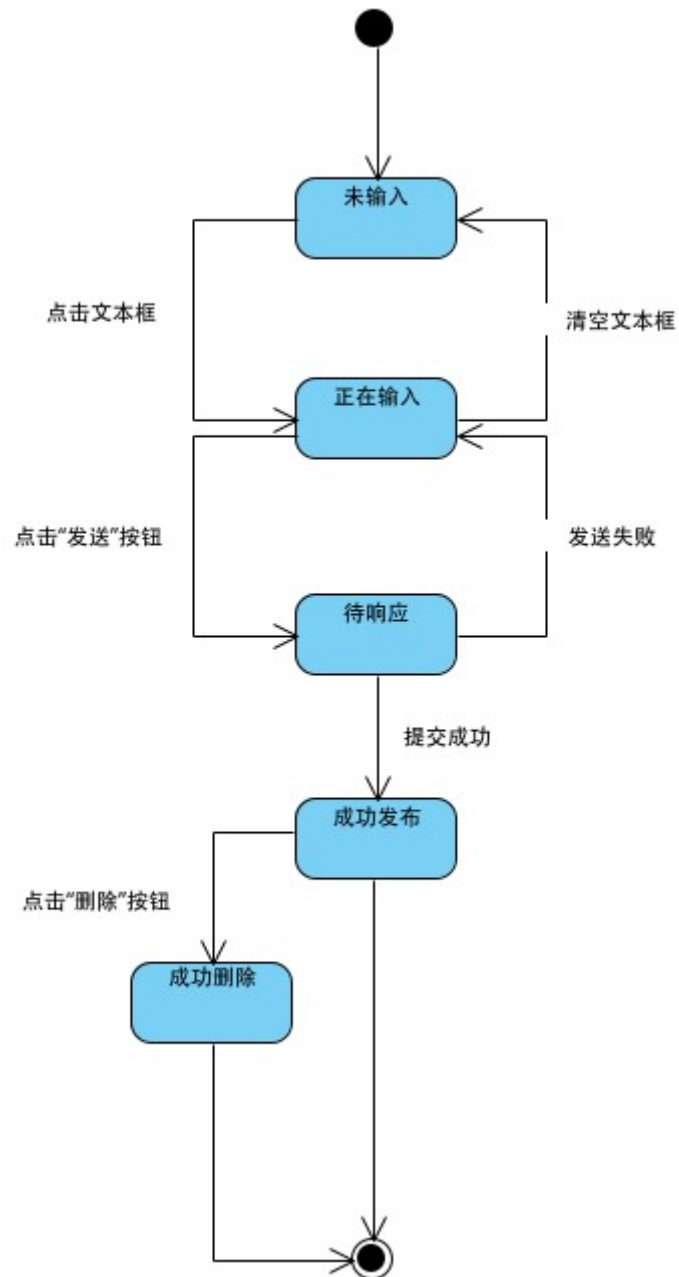 未输入
点击文本框
清空文本框
正在输入
点击“发送”按钮
发送失败
待响应
提交成功
成功发布
点击“删除”按钮
成功删除